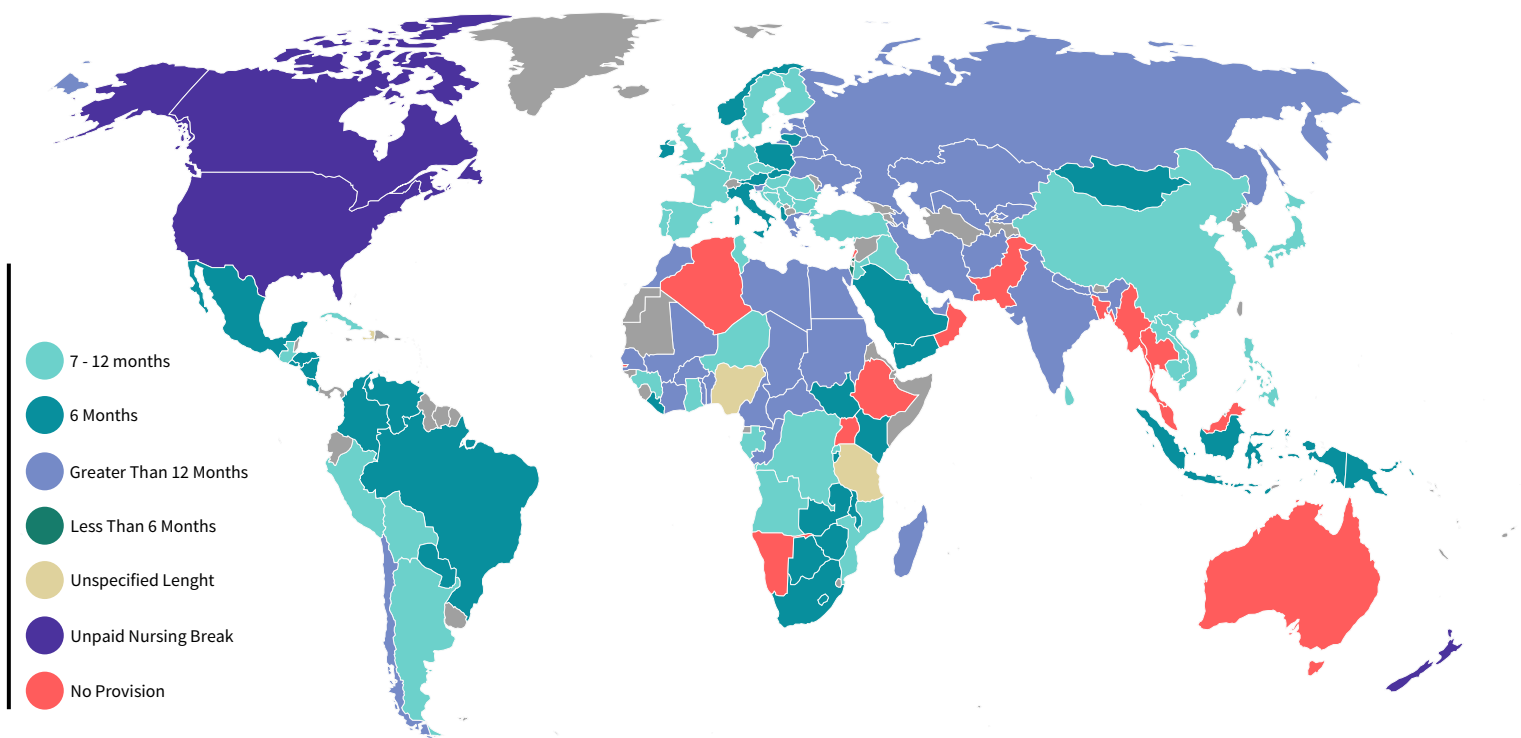 7 - 12 months
6 Months
Greater Than 12 Months
Less Than 6 Months
Unspecified Lenght
Unpaid Nursing Break
No Provision